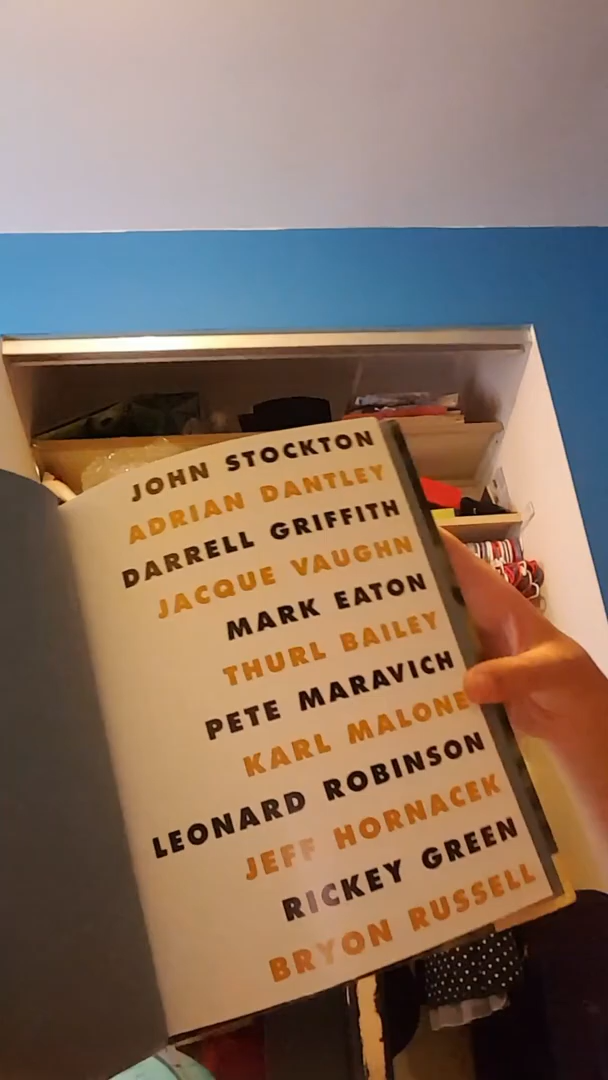 JOHN STOCKTON
ADRIAN DANTLEY
DARRELL GRIFFITH
JACQUE VAUGHN
MARK EATON
THURL BAILEY
PETE MARAVICH
KARL MALONE
LEONARD ROBINSON
JEFF HORNACEK
RICKEY GREEN
BRYON RUSSELL